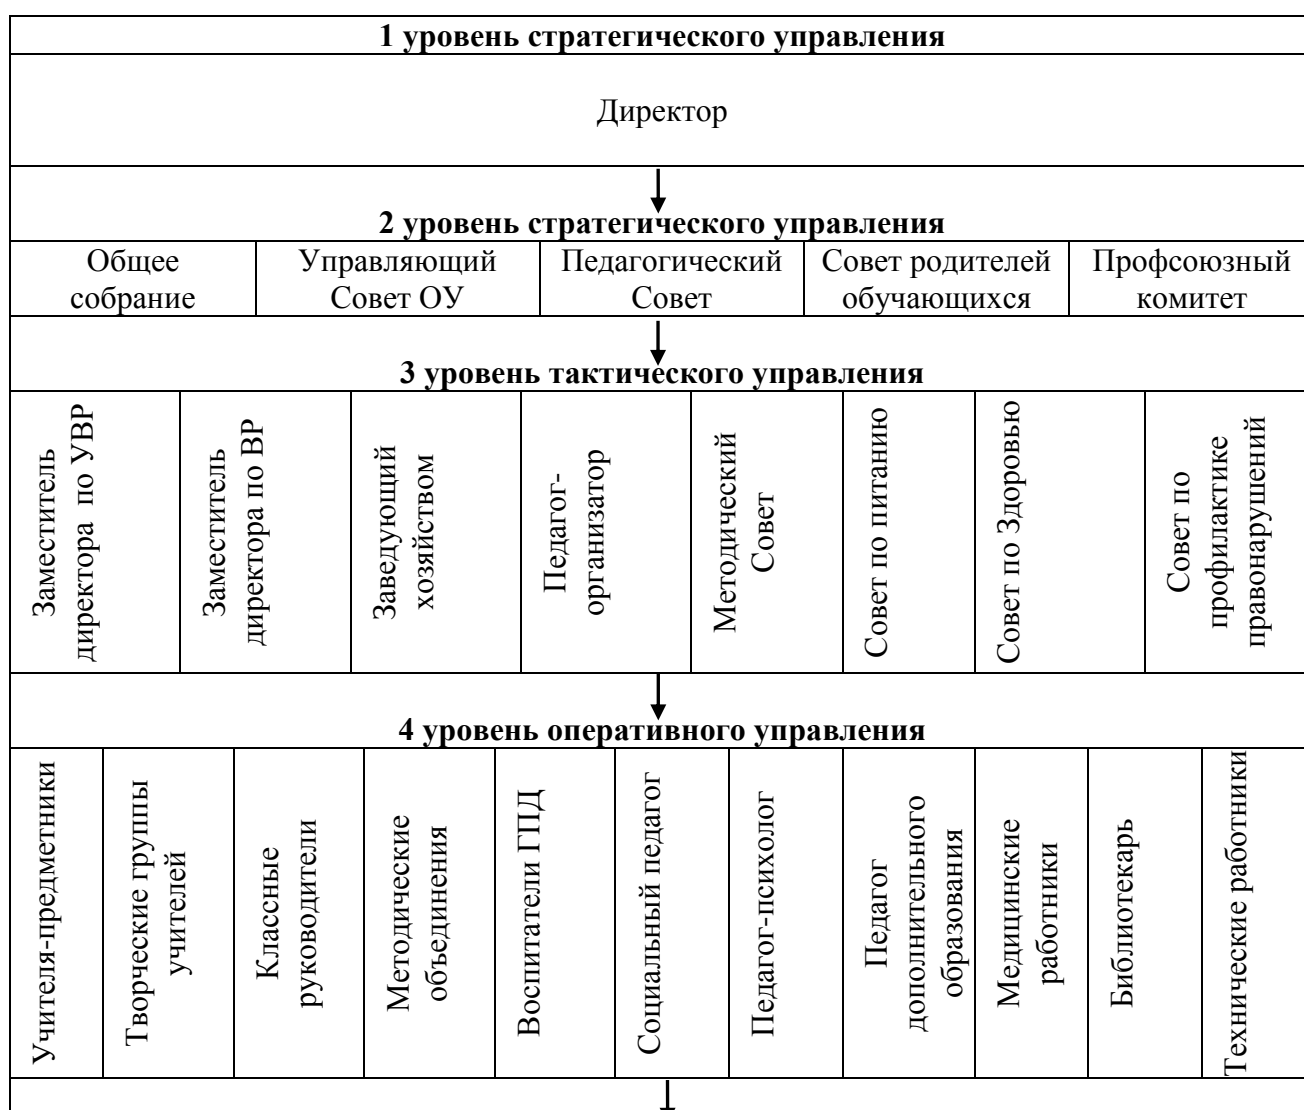 1 уровень стратегического управления
Директор
2 уровень стратегического управления
Общее
собрание
Управляющий
Совет ОУ
Педагогический
Совет
Совет родителей
обучающихся
Профсоюзный
комитет
3 уровень тактического управления
Заместитель
директора по УВР
Заместитель
директора по ВР
Заведующий
хозяйством
Педагог-
организатор
Методический
Совет
Совет по питанию
Совет по Здоровью
Совет по
профилактике
правонарушений
4 уровень оперативного управления
Учителя-предметники
Творческие группы
учителей
Классные
руководители
Методические
объединения
Воспитатели ГПД
Социальный педагог
Педагог-психолог
Педагог
дополнительного
образования
Медицинские
работники
Библиотекарь
Технические работники